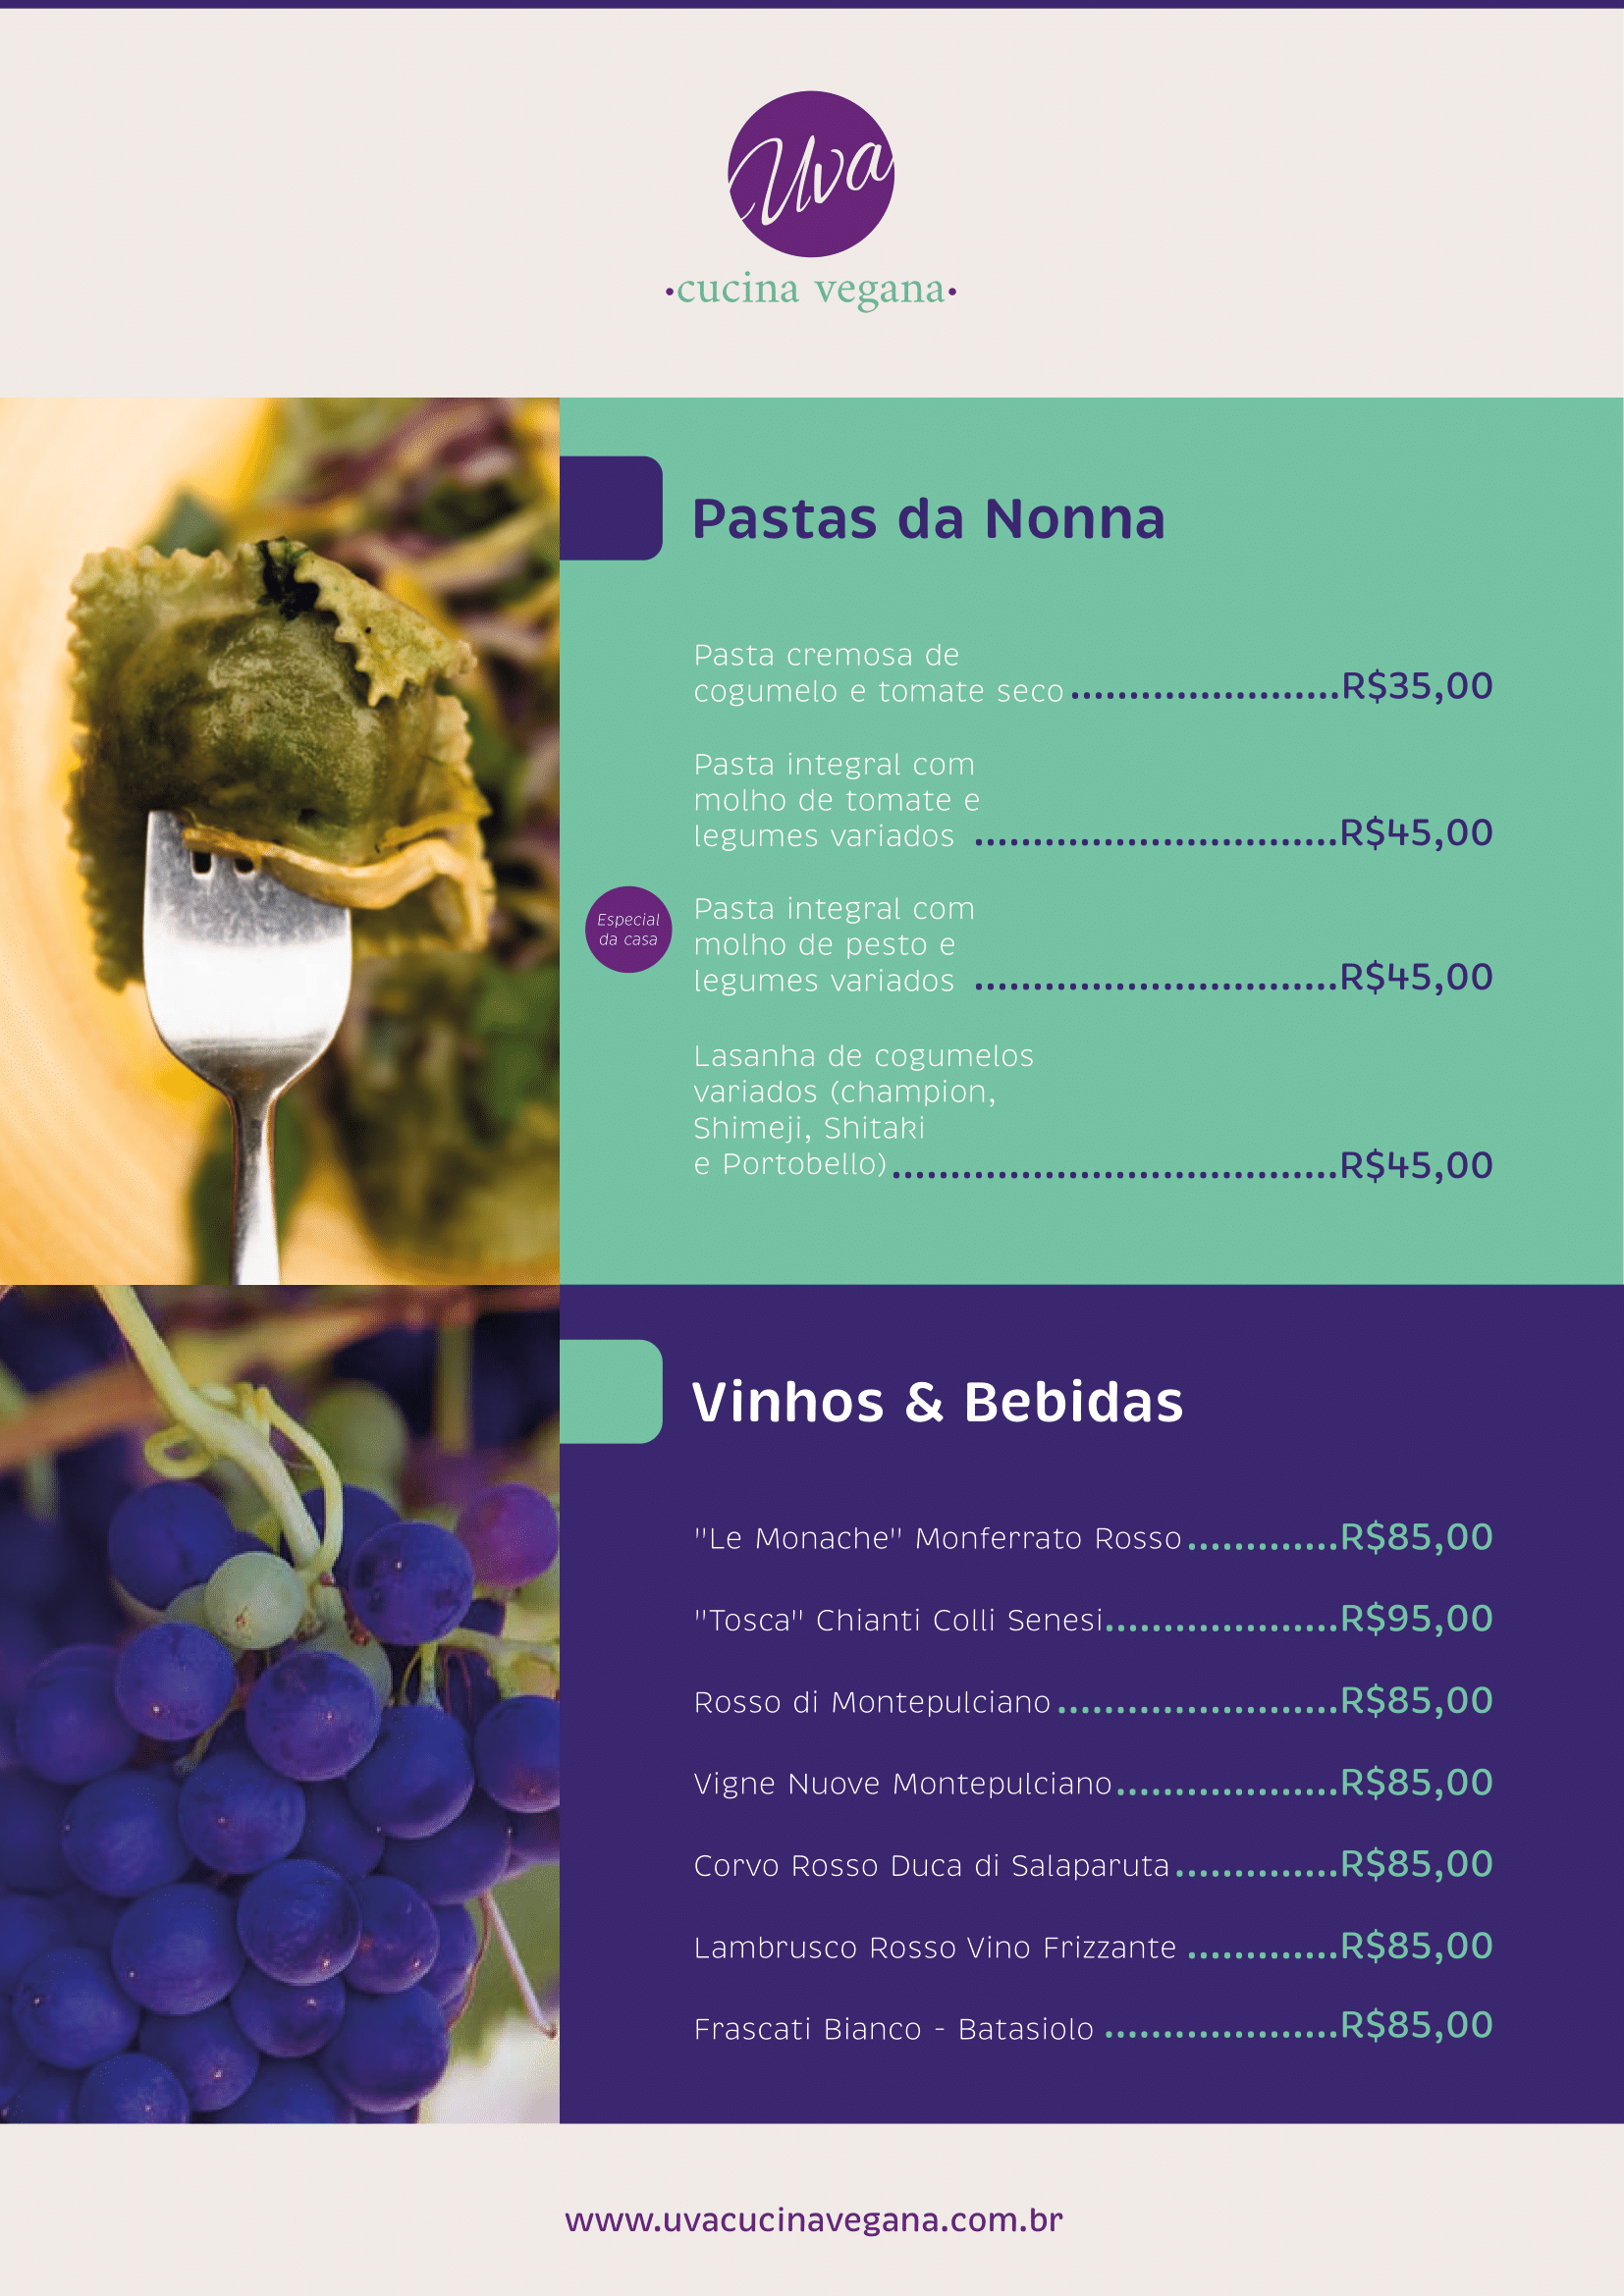 Uva
•cucina vegana•
Pastas da Nonna
Pasta cremosa de
cogumelo e tomate seco.......................R$35,00
Pasta integral com
molho de tomate e
legumes variados ...............................R$45,00
Especial
da casa
Pasta integral com
molho de pesto e
legumes variados ...............................R$45,00
Lasanha de cogumelos
variados (champion,
Shimeji, Shitaki
e Portobello)......................................R$45,00
Vinhos & Bebidas
"Le Monache" Monferrato Rosso.............R$85,00
"Tosca" Chianti Colli Senesi....................R$95,00
Rosso di Montepulciano........................R$85,00
Vigne Nuove Montepulciano...................R$85,00
Corvo Rosso Duca di Salaparuta..............R$85,00
Lambrusco Rosso Vino Frizzante .............R$85,00
Frascati Bianco - Batasiolo ....................R$85,00
www.uvacucinavegana.com.br